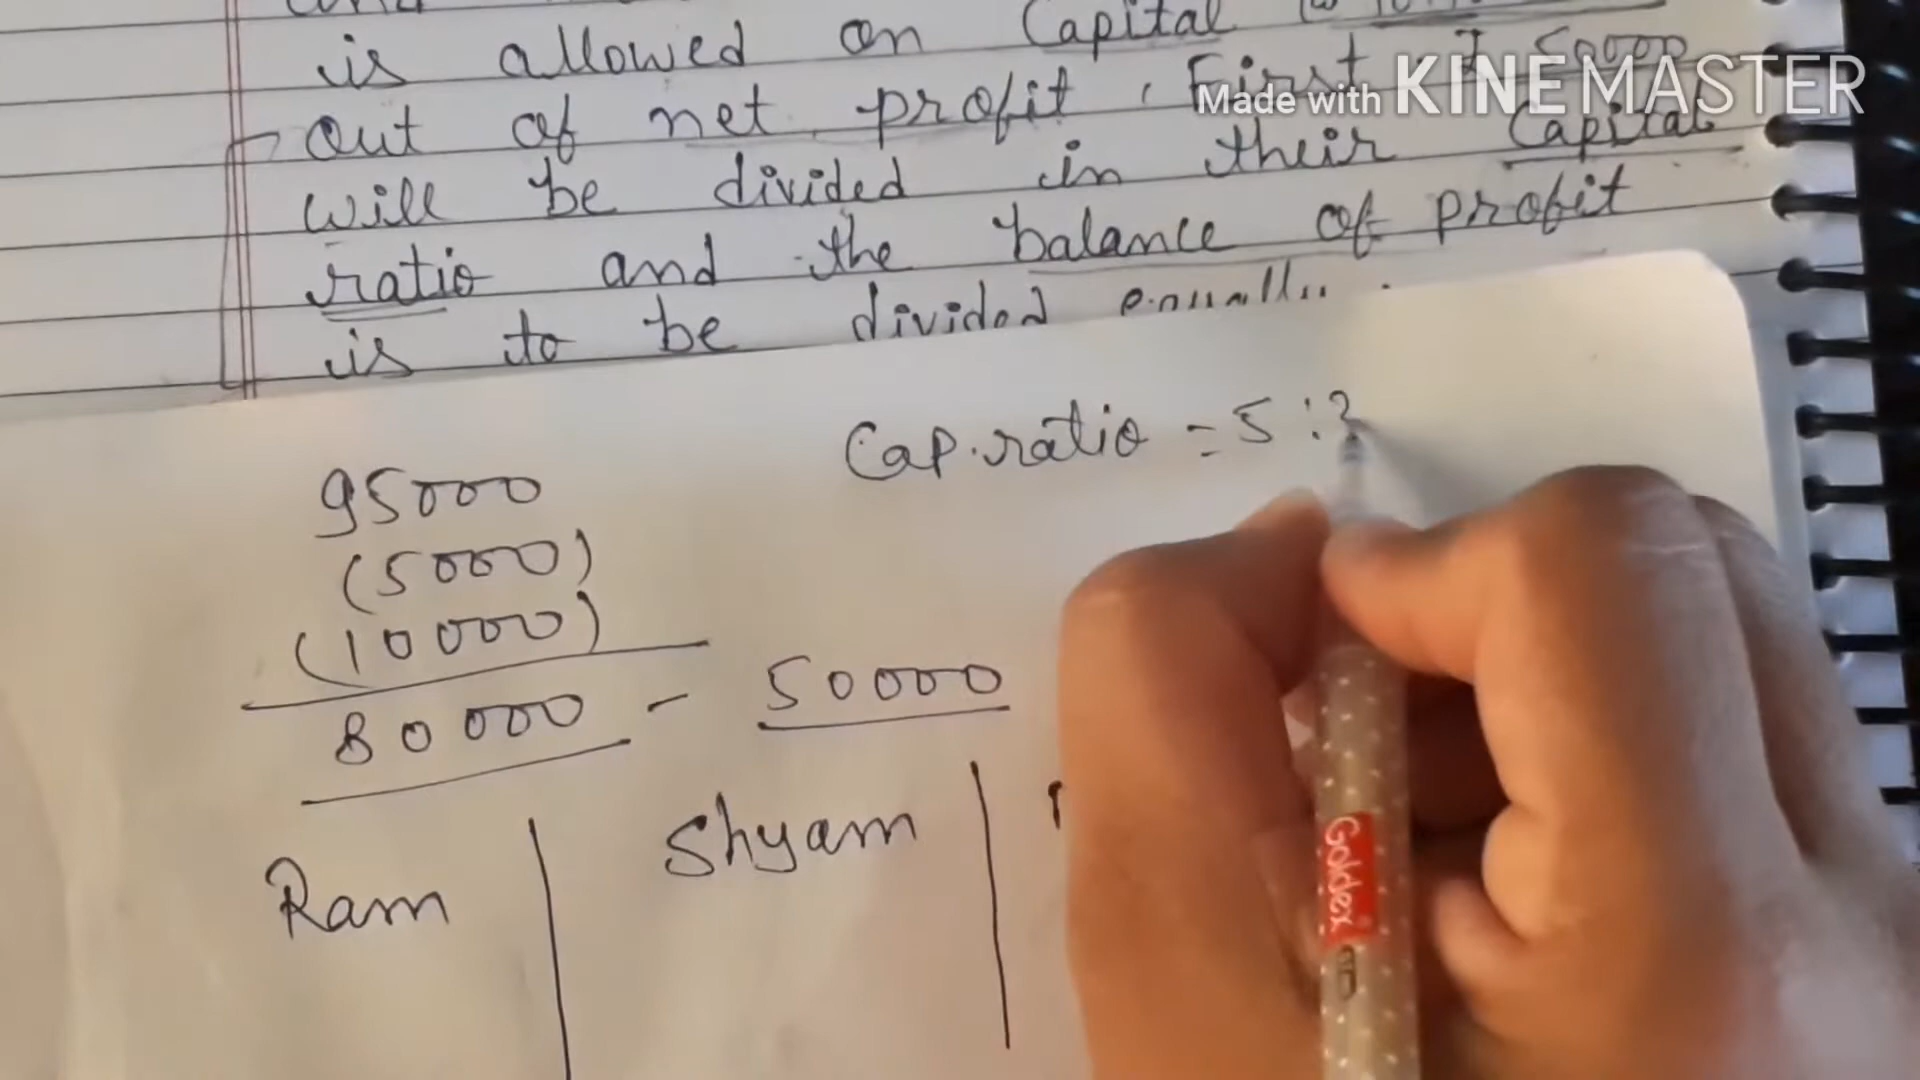 is allowed on Capital @
out of net profit. First ₹ 50000
Made with KINEMASTER
will be divided in their Capital
ratio and the balance of profit
is to be divided equally.
Cap. ratio = 5 : 3
95000
(5000)
(10000)
80000 - 50000
Ram
Shyam
Goldex